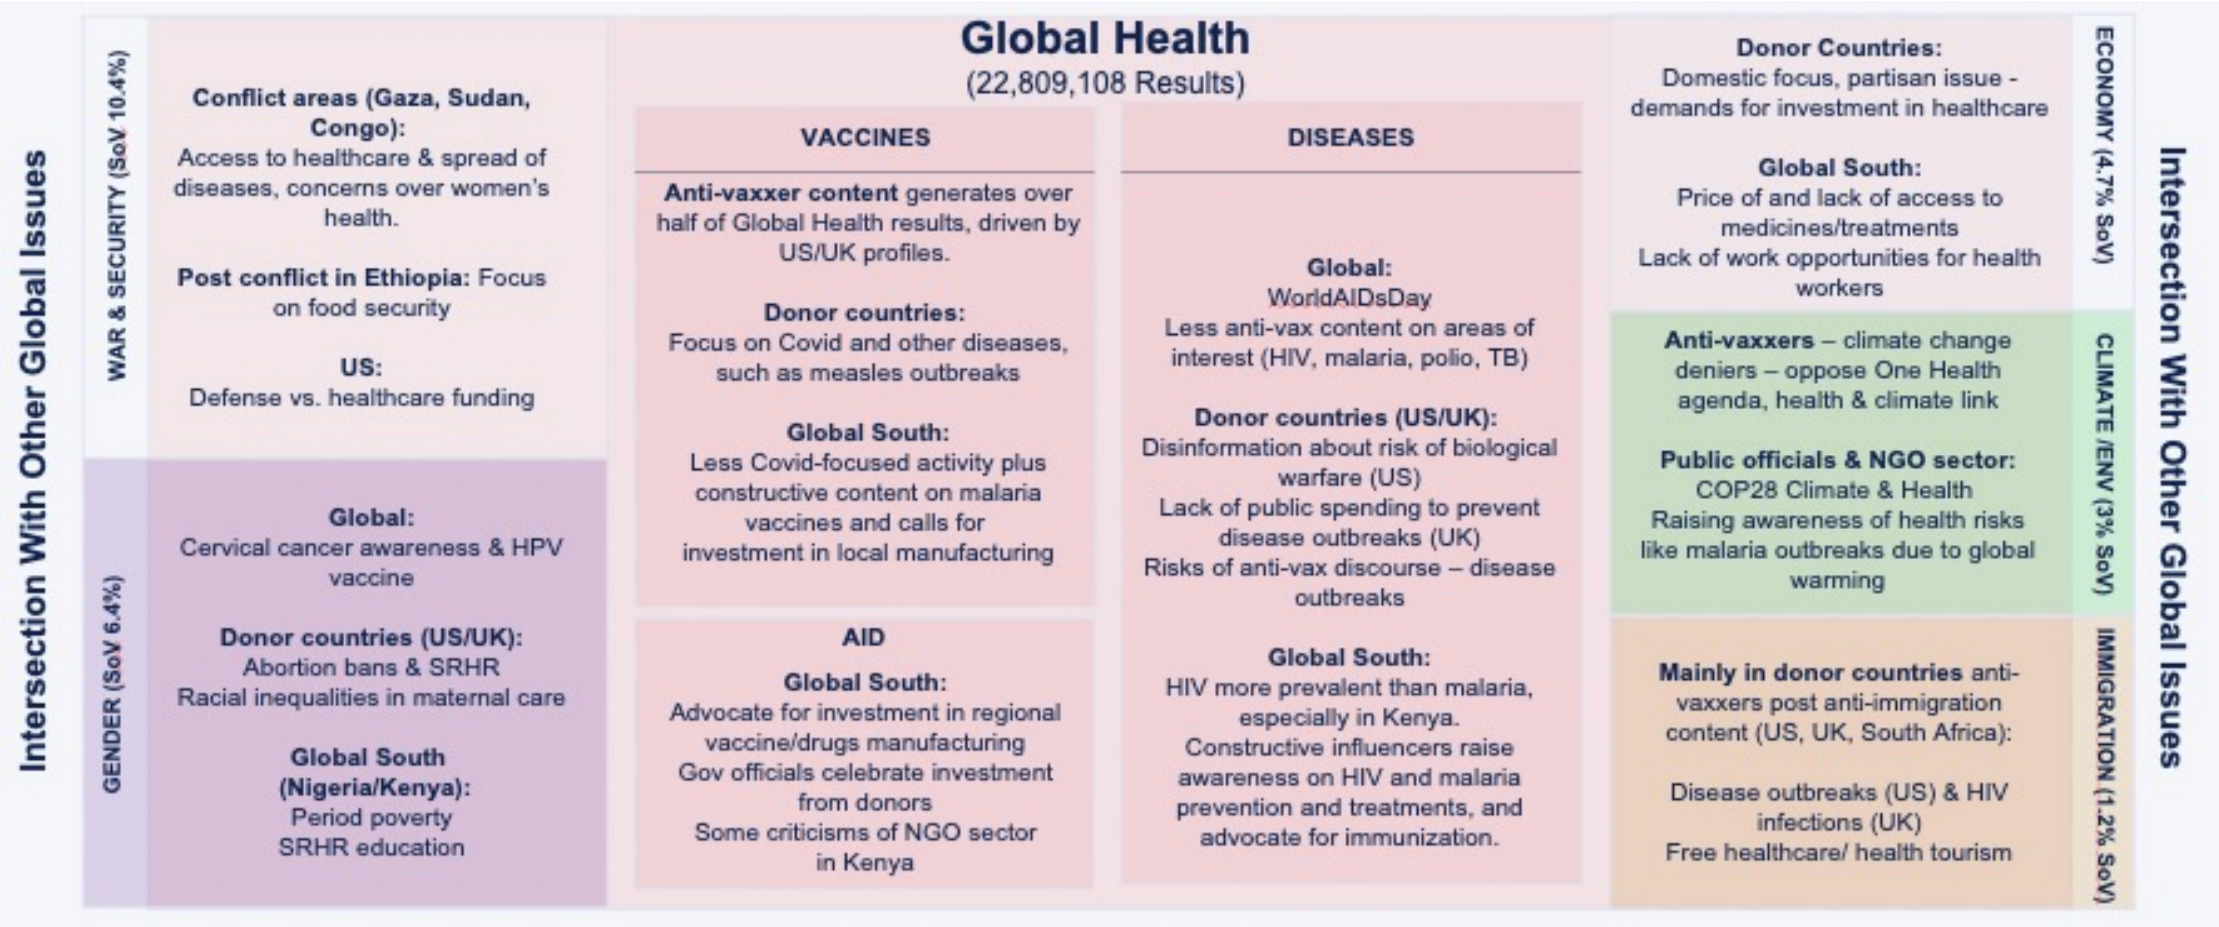 Intersection With Other Global Issues
WAR & SECURITY (SoV 10.4%)
Conflict areas (Gaza, Sudan,
Congo):
Access to healthcare & spread of
diseases, concerns over women's
health.
Post conflict in Ethiopia: Focus
on food security
US:
Defense vs. healthcare funding
GENDER (SoV 6.4%)
Global:
Cervical cancer awareness & HPV
vaccine
Donor countries (US/UK):
Abortion bans & SRHR
Racial inequalities in maternal care
Global South
(Nigeria/Kenya):
Period poverty
SRHR education
Global Health
(22,809,108 Results)
VACCINES
Anti-vaxxer content generates over
half of Global Health results, driven by
US/UK profiles.
Donor countries:
Focus on Covid and other diseases,
such as measles outbreaks
Global South:
Less Covid-focused activity plus
constructive content on malaria
vaccines and calls for
investment in local manufacturing
AID
Global South:
Advocate for investment in regional
vaccine/drugs manufacturing
Gov officials celebrate investment
from donors
Some criticisms of NGO sector
in Kenya
DISEASES
Global:
WorldAIDsDay
Less anti-vax content on areas of
interest (HIV, malaria, polio, TB)
Donor countries (US/UK):
Disinformation about risk of biological
warfare (US)
Lack of public spending to prevent
disease outbreaks (UK)
Risks of anti-vax discourse – disease
outbreaks
Global South:
HIV more prevalent than malaria,
especially in Kenya.
Constructive influencers raise
awareness on HIV and malaria
prevention and treatments, and
advocate for immunization.
Donor Countries:
Domestic focus, partisan issue -
demands for investment in healthcare
Global South:
Price of and lack of access to
medicines/treatments
Lack of work opportunities for health
workers
ECONOMY (4.7% SoV)
Anti-vaxxers – climate change
deniers – oppose One Health
agenda, health & climate link
Public officials & NGO sector:
COP28 Climate & Health
Raising awareness of health risks
like malaria outbreaks due to global
warming
CLIMATE /ENV (3% SoV)
Mainly in donor countries anti-
vaxxers post anti-immigration
content (US, UK, South Africa):
Disease outbreaks (US) & HIV
infections (UK)
Free healthcare/ health tourism
IMMIGRATION (1.2% SoV)
Intersection With Other Global Issues